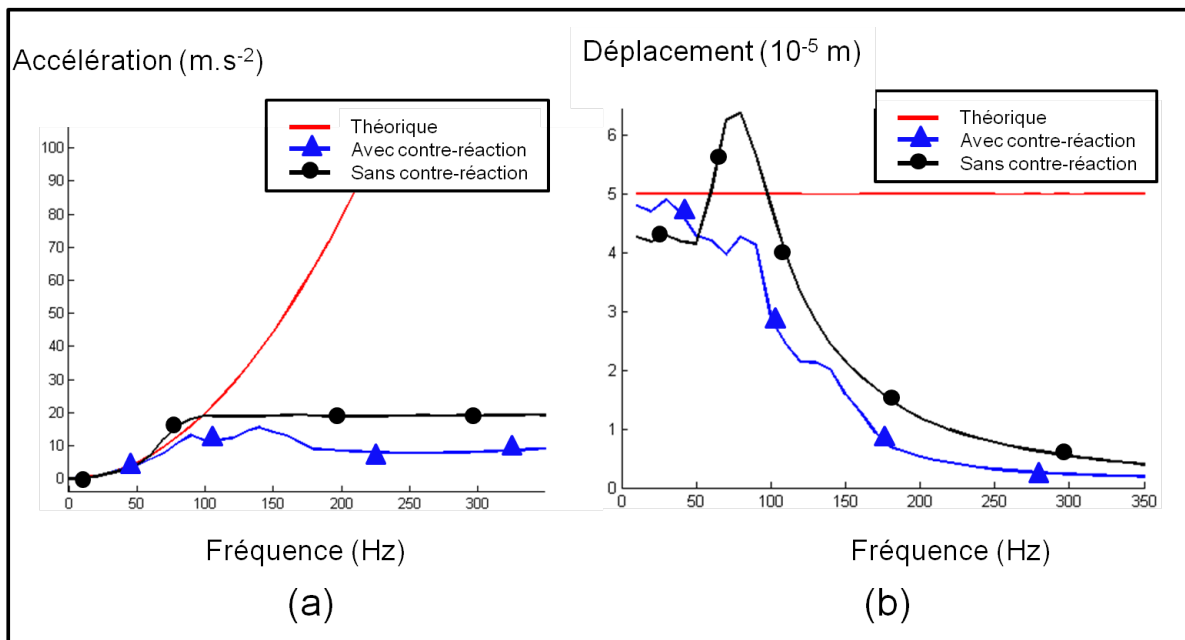 Accélération (m.s-2)
Théorique
Avec contre-réaction
Sans contre-réaction
100
90
80
70
60
50
40
30
20
10
0
0 50 100 150 200 250 300
Fréquence (Hz)
(a)
Déplacement (10-5 m)
Théorique
Avec contre-réaction
Sans contre-réaction
6
5
4
3
2
1
0
0 50 100 150 200 250 300 350
Fréquence (Hz)
(b)